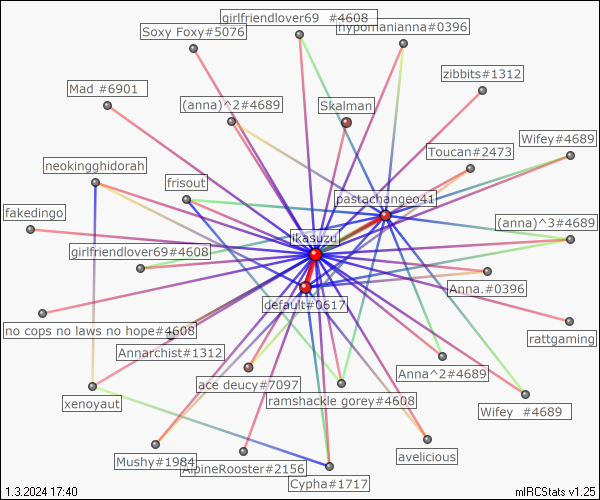 girlfriendlover69 #4608
Soxy Foxy#5076
hypomanianna#0396
zibbits#1312
Mad #6901
(anna)^2#4689
Skalman
Wifey#4689
Toucan#2473
neokingghidorah
frisout
pastachangeo41
fakedingo
(anna)^3#4689
ikasuzu
girlfriendlover69#4608
Anna.#0396
default#0617
no cops no laws no hope#4608
rattgaming
Annarchist#1312
Anna^2#4689
ace deucy#7097
ramshackle gorey#4608
xenoyaut
Wifey #4689
avelicious
Mushy#1984
AlpineRooster#2156
Cypha#1717
1.3.2024 17:40
mIRCStats v1.25